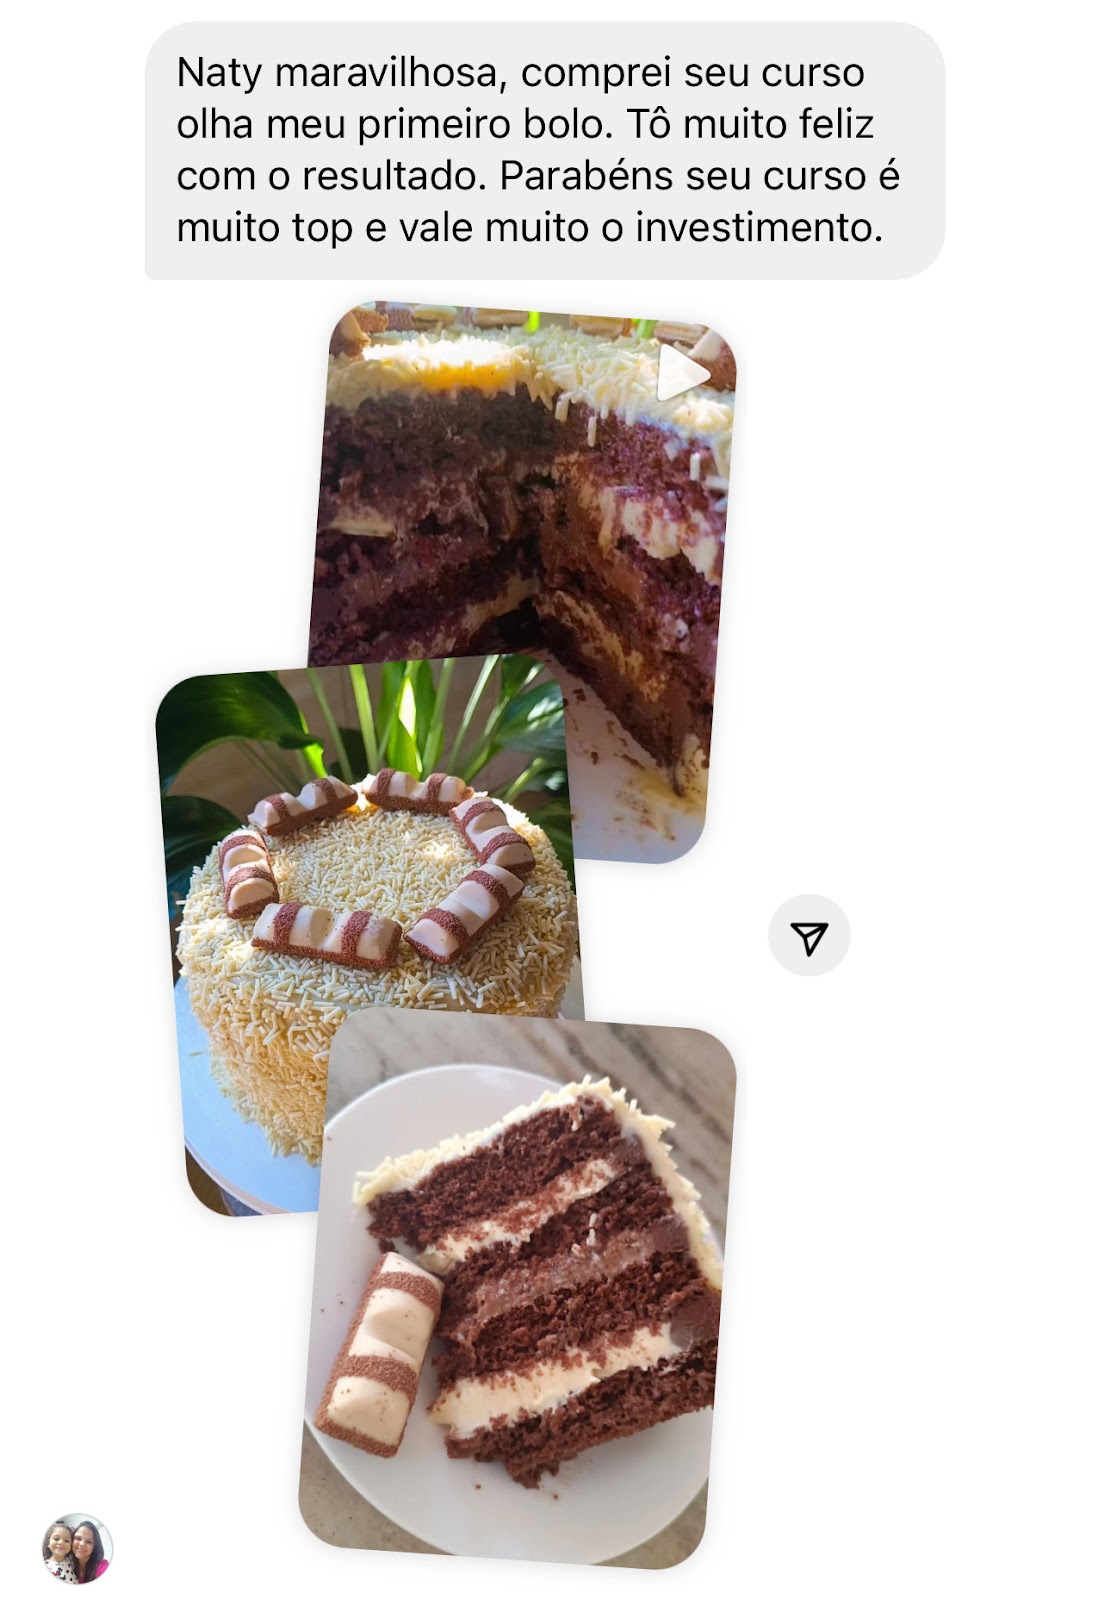 Naty maravilhosa, comprei seu curso
olha meu primeiro bolo. Tô muito feliz
com o resultado. Parabéns seu curso é
muito top e vale muito o investimento.